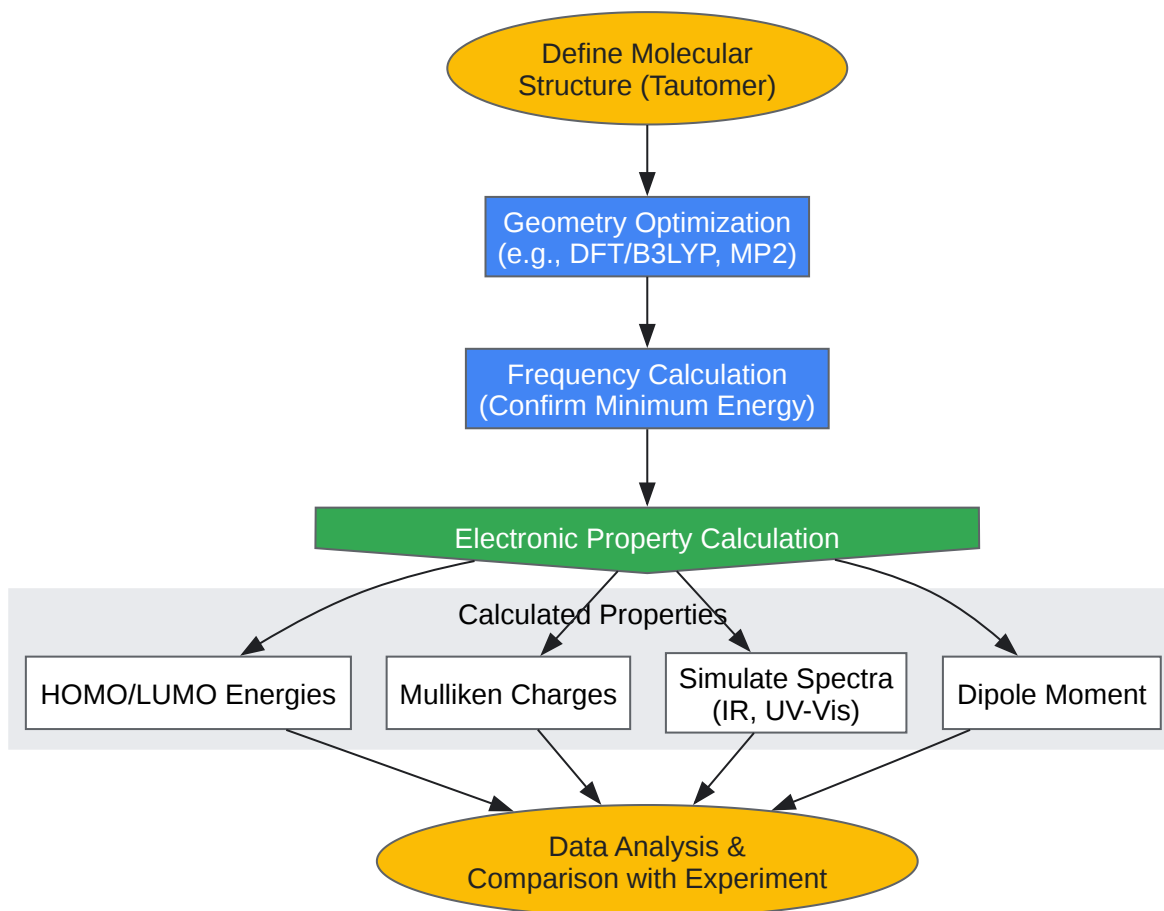 Define Molecular
Structure (Tautomer)
Geometry Optimization
(e.g., DFT/B3LYP, MP2)
Frequency Calculation
(Confirm Minimum Energy)
Electronic Property Calculation
Calculated Properties
HOMO/LUMO Energies
Mulliken Charges
Simulate Spectra
(IR, UV-Vis)
Dipole Moment
Data Analysis &
Comparison with Experiment